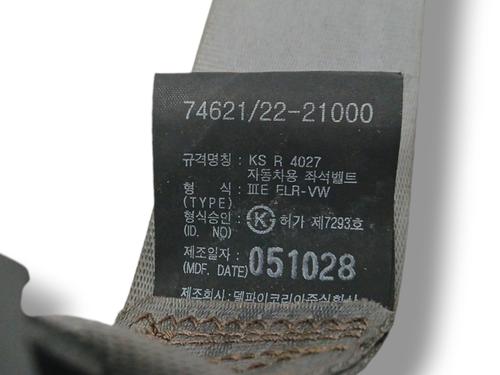 74621/22-21000
규격명칭 : KS R 4027
자동차용 좌석벨트
형 식 : ⅢE ELR-VW
(TYPE)
형식승인 : K 허가 제7293호
(ID. NO)
제조일자 : 051028
(MDF. DATE)
제조회사: 델파이코리아주식회사